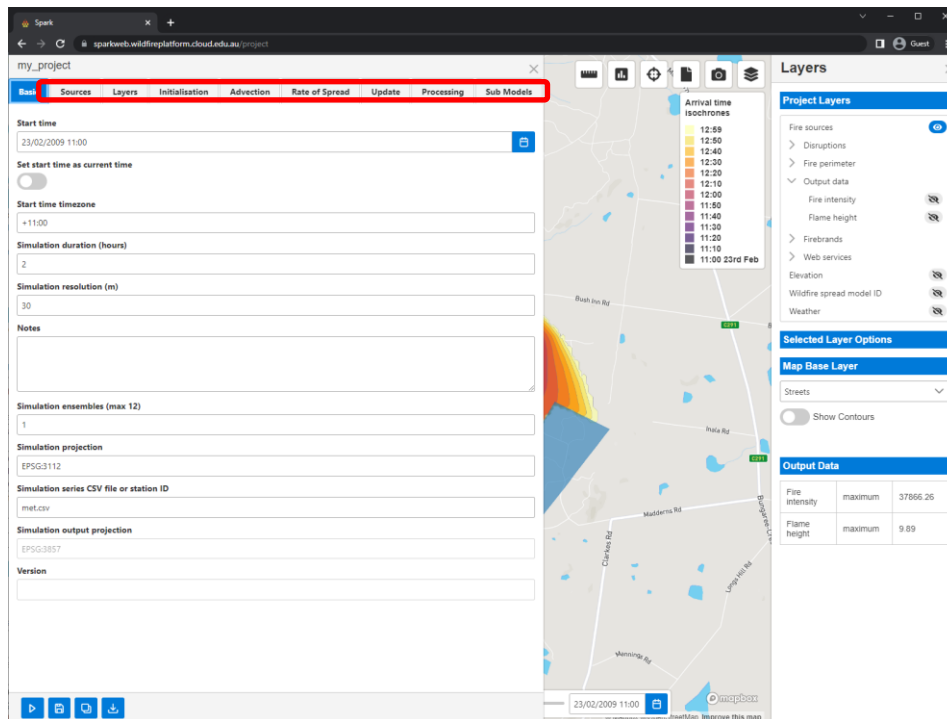 Spark
sparkweb.wildfireplatform.cloud.edu.au/project
Guest
my_project
Basic
Sources
Layers
Initialisation
Advection
Rate of Spread
Update
Processing
Sub Models
Start time
23/02/2009 11:00
Set start time as current time
Start time timezone
+11:00
Simulation duration (hours)
2
Simulation resolution (m)
30
Notes
Simulation ensembles (max 12)
1
Simulation projection
EPSG:3112
Simulation series CSV file or station ID
met.csv
Simulation output projection
EPSG:3857
Version
Arrival time
isochrones
12:59
12:50
12:40
12:30
12:20
12:10
12:00
11:50
11:40
11:30
11:20
11:10
11:00 23rd Feb
Bush Inn Rd
C291
Inala Rd
C291
Madderns Rd
Clarkes Rd
Longs Hill Rd
Mennings Rd
23/02/2009 11:00
mapbox
Improve this map
Layers
Project Layers
Fire sources
Disruptions
Fire perimeter
Output data
Fire intensity
Flame height
Firebrands
Web services
Elevation
Wildfire spread model ID
Weather
Selected Layer Options
Map Base Layer
Streets
Show Contours
Output Data
Fire intensity maximum 37866.26
Flame height maximum 9.89